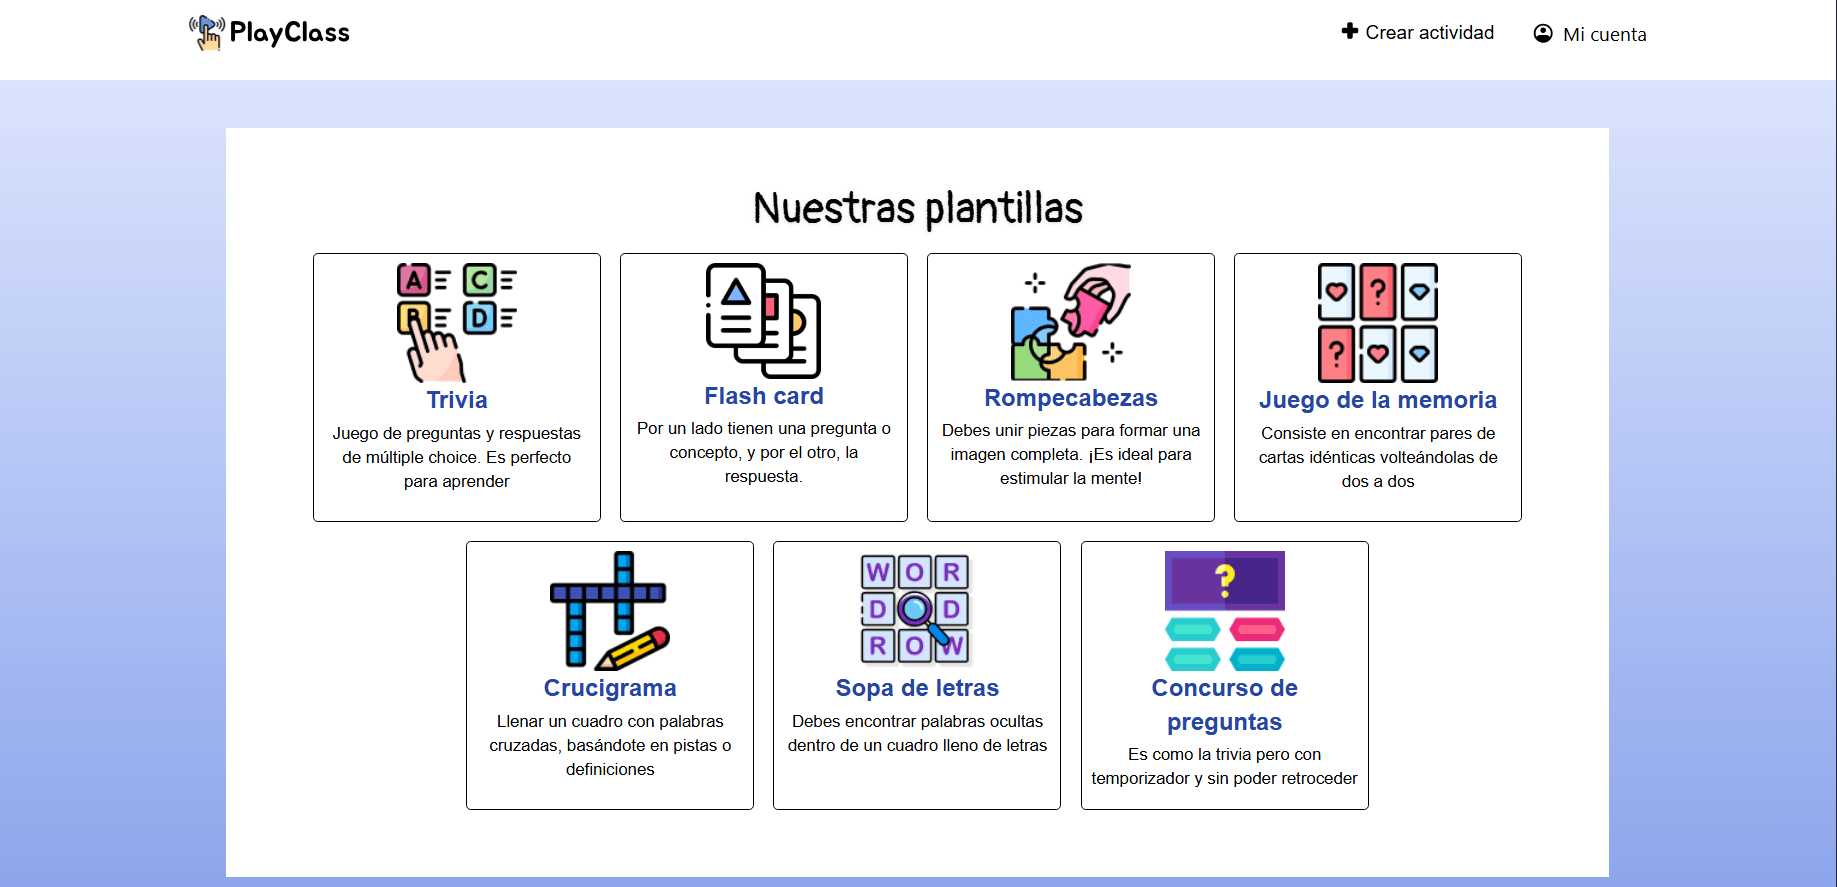 PlayClass
Crear actividad
Mi cuenta
Nuestras plantillas
A C
B D
Trivia
Juego de preguntas y respuestas
de múltiple choice. Es perfecto
para aprender
Flash card
Por un lado tienen una pregunta o
concepto, y por el otro, la
respuesta.
Rompecabezas
Debes unir piezas para formar una
imagen completa. ¡Es ideal para
estimular la mente!
?
?
Juego de la memoria
Consiste en encontrar pares de
cartas idénticas volteándolas de
dos a dos
Crucigrama
Llenar un cuadro con palabras
cruzadas, basándote en pistas o
definiciones
W O R
D D
R O W
Sopa de letras
Debes encontrar palabras ocultas
dentro de un cuadro lleno de letras
?
Concurso de
preguntas
Es como la trivia pero con
temporizador y sin poder retroceder